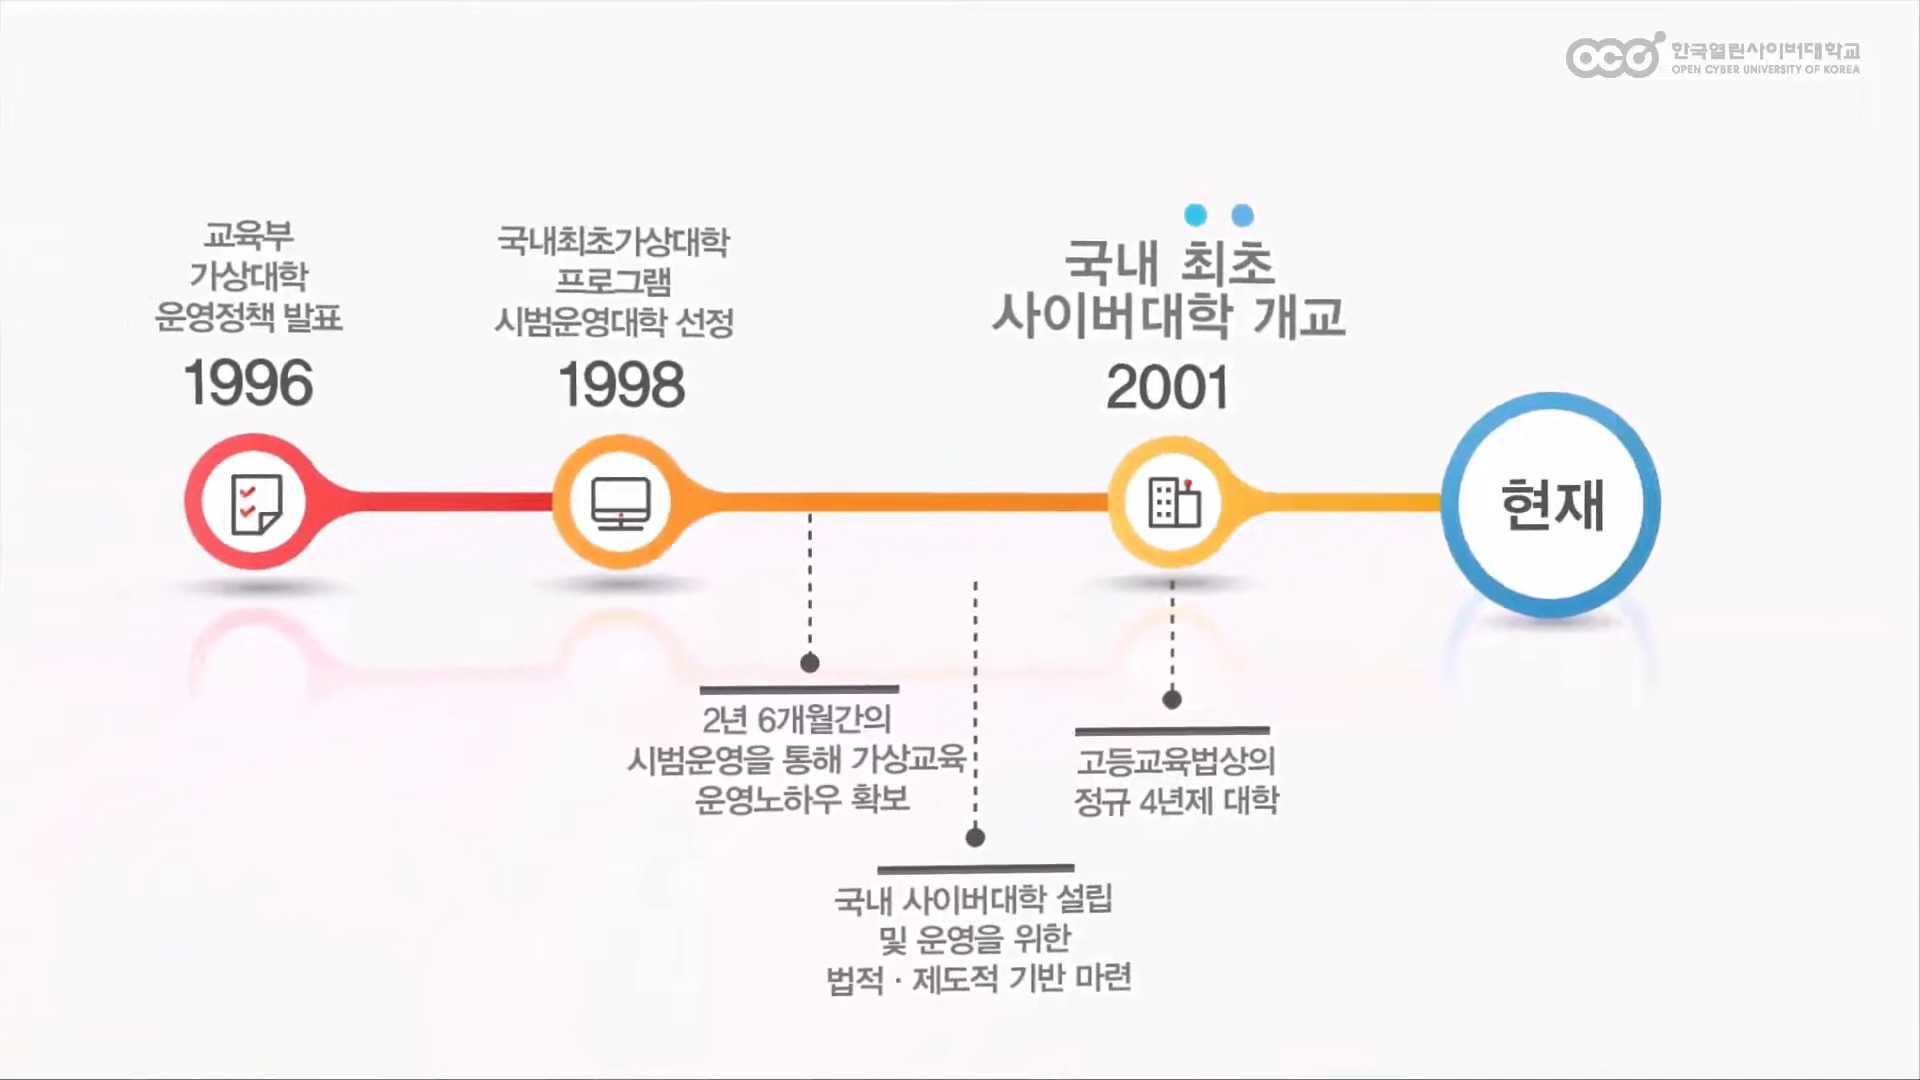 OCU 한국열린사이버대학교
OPEN CYBER UNIVERSITY OF KOREA
교육부
가상대학
운영정책 발표
1996
국내최초가상대학
프로그램
시범운영대학 선정
1998
국내 최초
사이버대학 개교
2001
현재
2년 6개월간의
시범운영을 통해 가상교육
운영노하우 확보
고등교육법상의
정규 4년제 대학
국내 사이버대학 설립
및 운영을 위한
법적 · 제도적 기반 마련